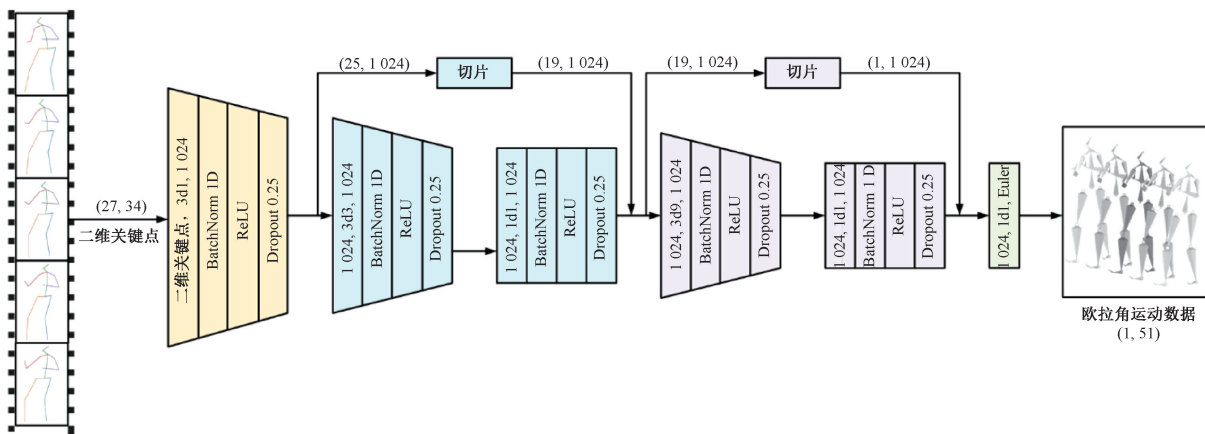 (25, 1 024)
切片
(19, 1 024)
(19, 1 024)
切片
(1, 1 024)
(27, 34)
二维关键点
二维关键点，3d1, 1 024
BatchNorm 1D
ReLU
Dropout 0.25
1 024, 3d3, 1 024
BatchNorm 1D
ReLU
Dropout 0.25
1 024, 1d1, 1 024
BatchNorm 1D
ReLU
Dropout 0.25
1 024, 3d9, 1 024
BatchNorm 1D
ReLU
Dropout 0.25
1 024, 1d1, 1 024
BatchNorm 1 D
ReLU
Dropout 0.25
1 024, 1d1, Euler
欧拉角运动数据
(1, 51)